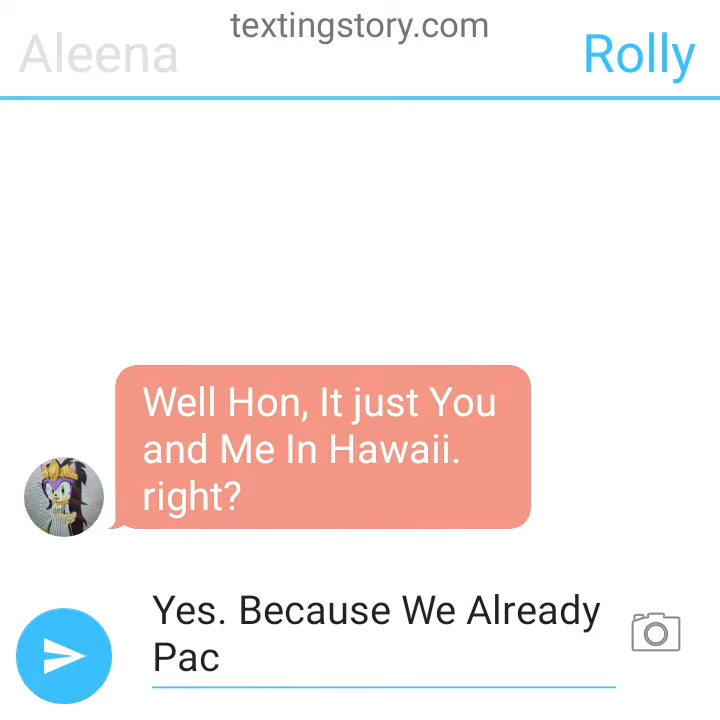 textingstory.com
Aleena
Rolly
Well Hon, It just You
and Me In Hawaii.
right?
Yes. Because We Already
Pac